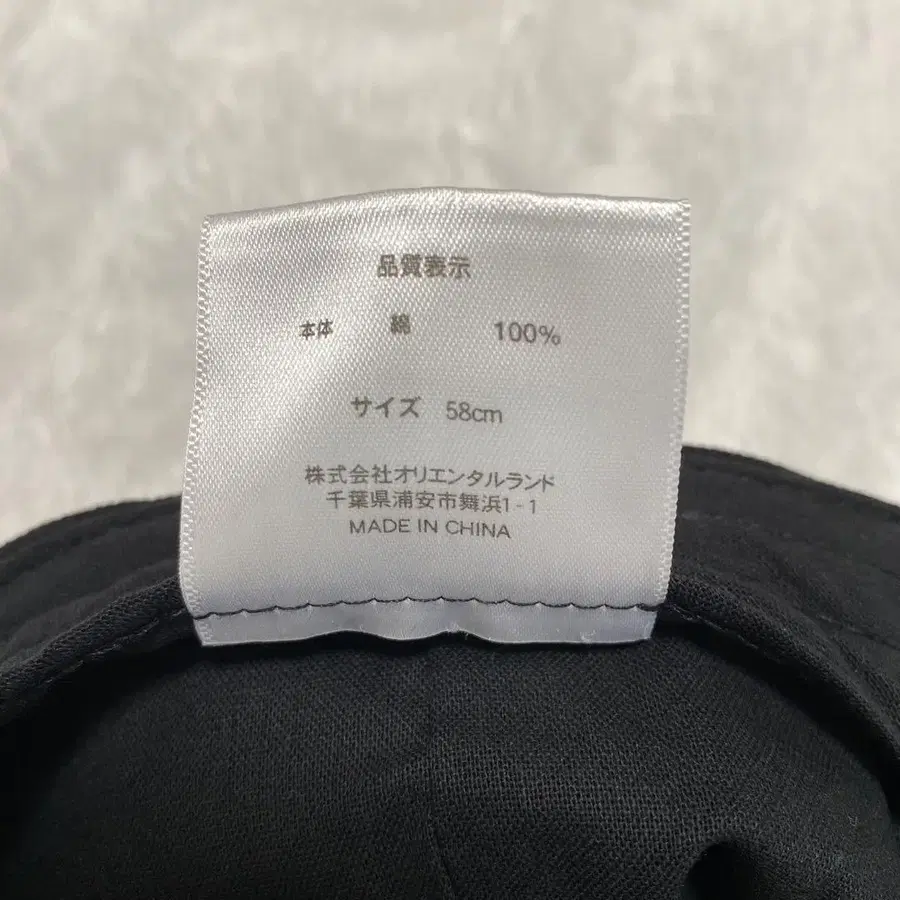 品質表示
本体 綿 100%
サイズ 58cm
株式会社オリエンタルランド
千葉県浦安市舞浜1-1
MADE IN CHINA